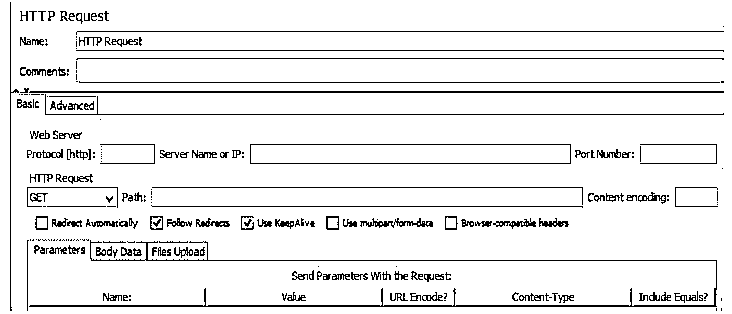 HTTP Request
Name: HTTP Request
Comments:
Basic Advanced
Web Server
Protocol [http]: Server Name or IP: Port Number:
HTTP Request
GET Path: Content encoding:
Redirect Automatically Follow Redirects Use KeepAlive Use multipart/form-data Browser-compatible headers
Parameters Body Data Files Upload
Send Parameters With the Request:
Name: Value URL Encode? Content-Type Include Equals?